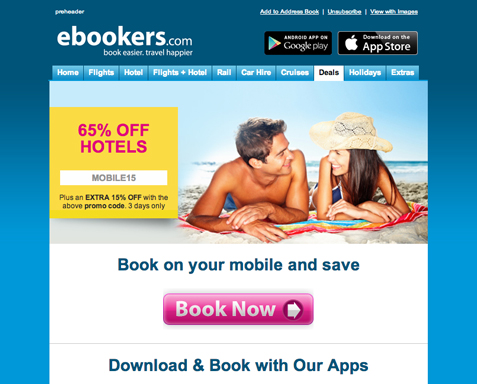 preheader
Add to Address Book | Unsubscribe | View with Images
ebookers.com
book easier. travel happier
ANDROID APP ON
Google play
Download on the
App Store
Home Flights Hotel Flights + Hotel Rail Car Hire Cruises Deals Holidays Extras
65% OFF
HOTELS
MOBILE15
Plus an EXTRA 15% OFF with the
above promo code. 3 days only
Book on your mobile and save
Book Now
Download & Book with Our Apps